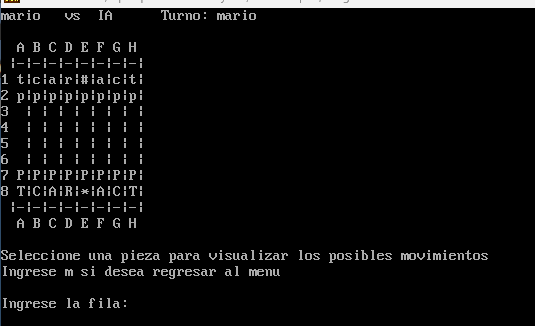 mario   vs  IA      Turno: mario
  A B C D E F G H
 ¦-¦-¦-¦-¦-¦-¦-¦-¦
1 t¦c¦a¦r¦#¦a¦c¦t¦
2 p¦p¦p¦p¦p¦p¦p¦p¦
3  ¦ ¦ ¦ ¦ ¦ ¦ ¦ ¦
4  ¦ ¦ ¦ ¦ ¦ ¦ ¦ ¦
5  ¦ ¦ ¦ ¦ ¦ ¦ ¦ ¦
6  ¦ ¦ ¦ ¦ ¦ ¦ ¦ ¦
7 P¦P¦P¦P¦P¦P¦P¦P¦
8 T¦C¦A¦R¦*¦A¦C¦T¦
 ¦-¦-¦-¦-¦-¦-¦-¦-¦
  A B C D E F G H
Seleccione una pieza para visualizar los posibles movimientos
Ingrese m si desea regresar al menu
Ingrese la fila: